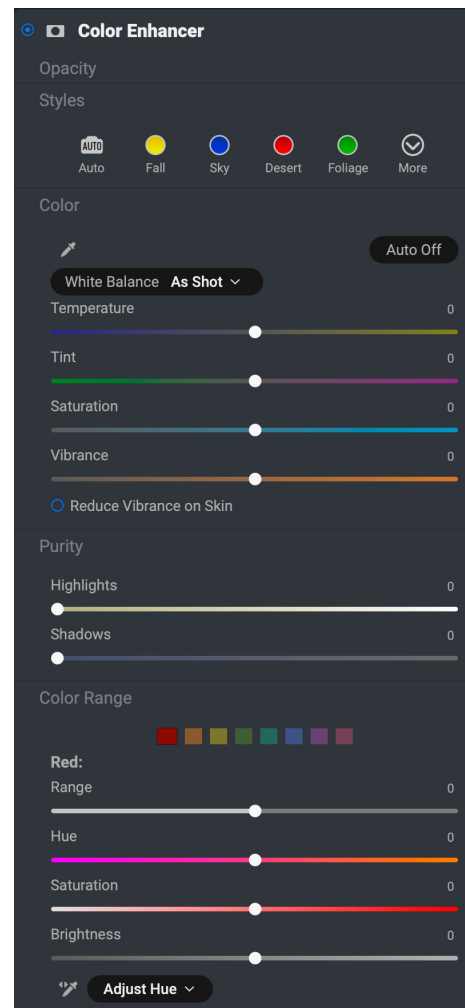 Color Enhancer
Opacity
Styles
AUTO
Auto Fall Sky Desert Foliage More
Color
Auto Off
White Balance As Shot
Temperature 0
Tint 0
Saturation 0
Vibrance 0
Reduce Vibrance on Skin
Purity
Highlights 0
Shadows 0
Color Range
Red:
Range 0
Hue 0
Saturation 0
Brightness 0
Adjust Hue